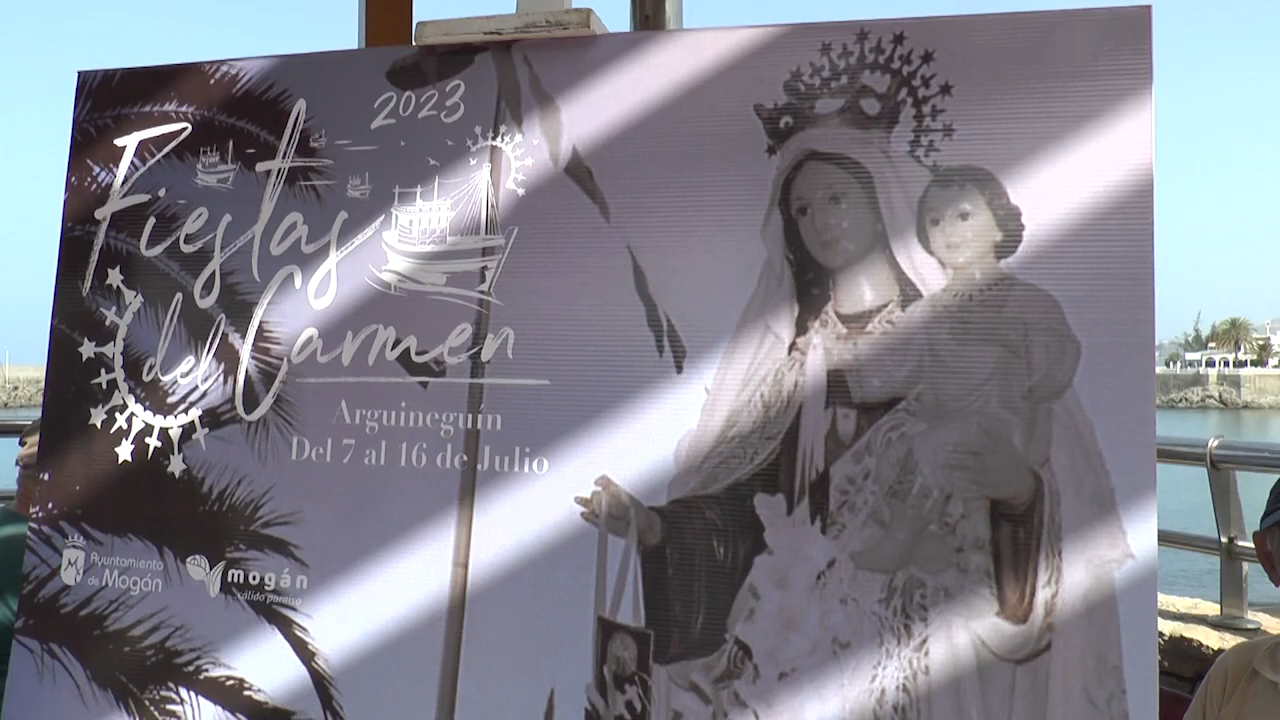 2023
Fiestas
del Carmen
Arguineguín
Del 7 al 16 de Julio
Ayuntamiento
de Mogán
mogán
cálido paraíso